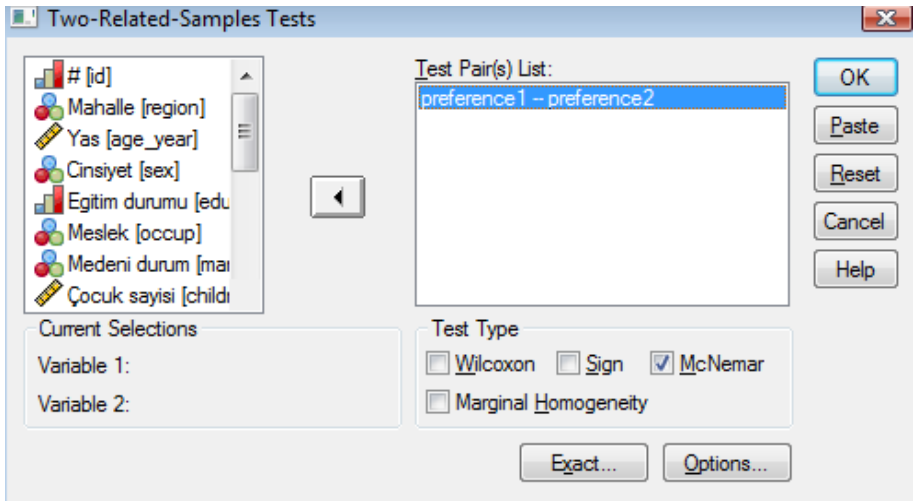 Two-Related-Samples Tests
# [id]
Mahalle [region]
Yas [age_year]
Cinsiyet [sex]
Egitim durumu [edu
Meslek [occup]
Medeni durum [mar
Çocuk sayisi [childr
Test Pair(s) List:
preference1 -- preference2
OK
Paste
Reset
Cancel
Help
Current Selections
Variable 1:
Variable 2:
Test Type
Wilcoxon Sign McNemar
Marginal Homogeneity
Exact... Options...